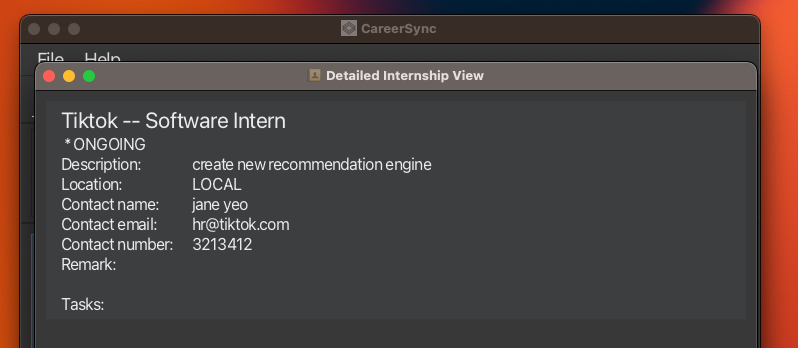 CareerSync
File Help
Detailed Internship View
Tiktok -- Software Intern
* ONGOING
Description: create new recommendation engine
Location: LOCAL
Contact name: jane yeo
Contact email: hr@tiktok.com
Contact number: 3213412
Remark:
Tasks: